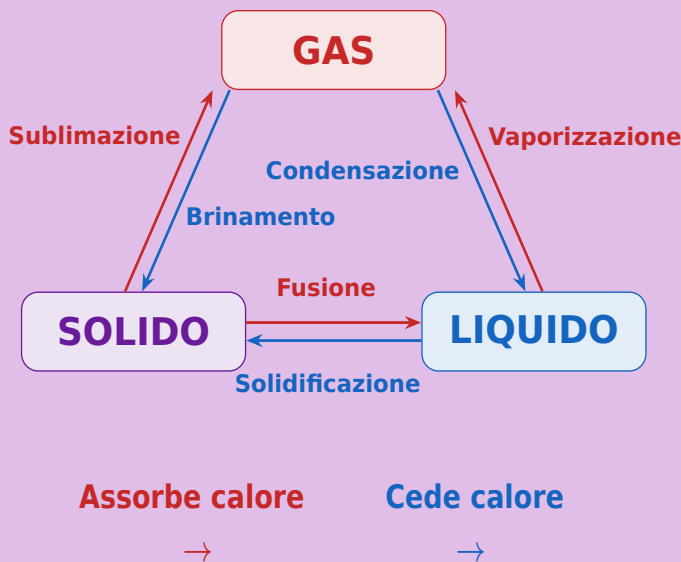 GAS
Sublimazione
Vaporizzazione
Condensazione
Brinamento
Fusione
SOLIDO
LIQUIDO
Solidificazione
Assorbe calore
Cede calore
→
→